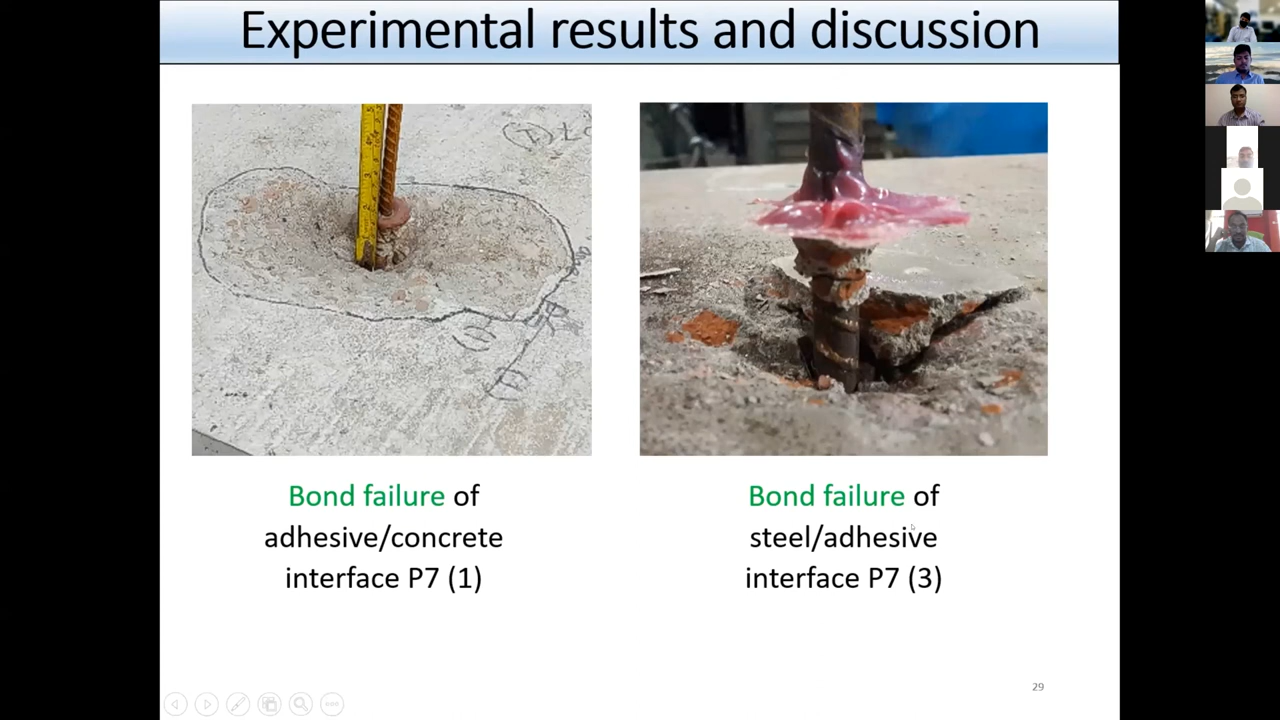 Experimental results and discussion
Bond failure of
adhesive/concrete
interface P7 (1)
Bond failure of
steel/adhesive
interface P7 (3)
29